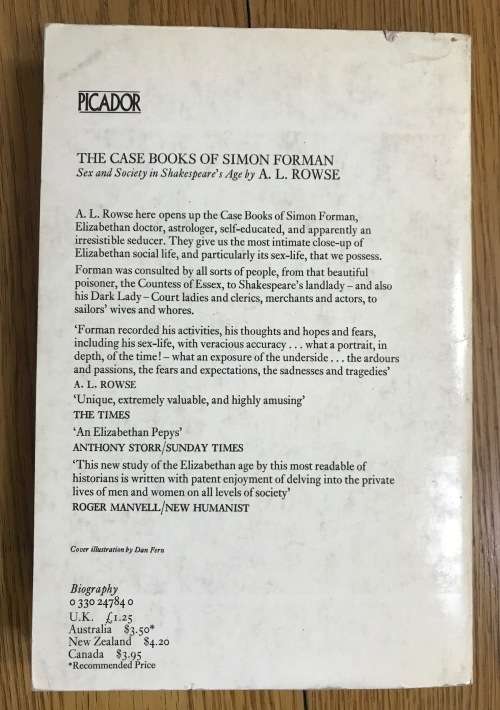 PICADOR
THE CASE BOOKS OF SIMON FORMAN
Sex and Society in Shakespeare's Age by A. L. ROWSE
A. L. Rowse here opens up the Case Books of Simon Forman,
Elizabethan doctor, astrologer, self-educated, and apparently an
irresistible seducer. They give us the most intimate close-up of
Elizabethan social life, and particularly its sex-life, that we possess.
Forman was consulted by all sorts of people, from that beautiful
poisoner, the Countess of Essex, to Shakespeare's landlady – and also
his Dark Lady – Court ladies and clerics, merchants and actors, to
sailors' wives and whores.
'Forman recorded his activities, his thoughts and hopes and fears,
including his sex-life, with veracious accuracy . . . what a portrait, in
depth, of the time! – what an exposure of the underside . . . the ardours
and passions, the fears and expectations, the sadnesses and tragedies'
A. L. ROWSE
'Unique, extremely valuable, and highly amusing'
THE TIMES
'An Elizabethan Pepys'
ANTHONY STORR/SUNDAY TIMES
'This new study of the Elizabethan age by this most readable of
historians is written with patent enjoyment of delving into the private
lives of men and women on all levels of society'
ROGER MANVELL/NEW HUMANIST
Cover illustration by Dan Fern
Biography
0 330 24784 0
U.K. £1.25
Australia $3.50*
New Zealand $4.20
Canada $3.95
*Recommended Price